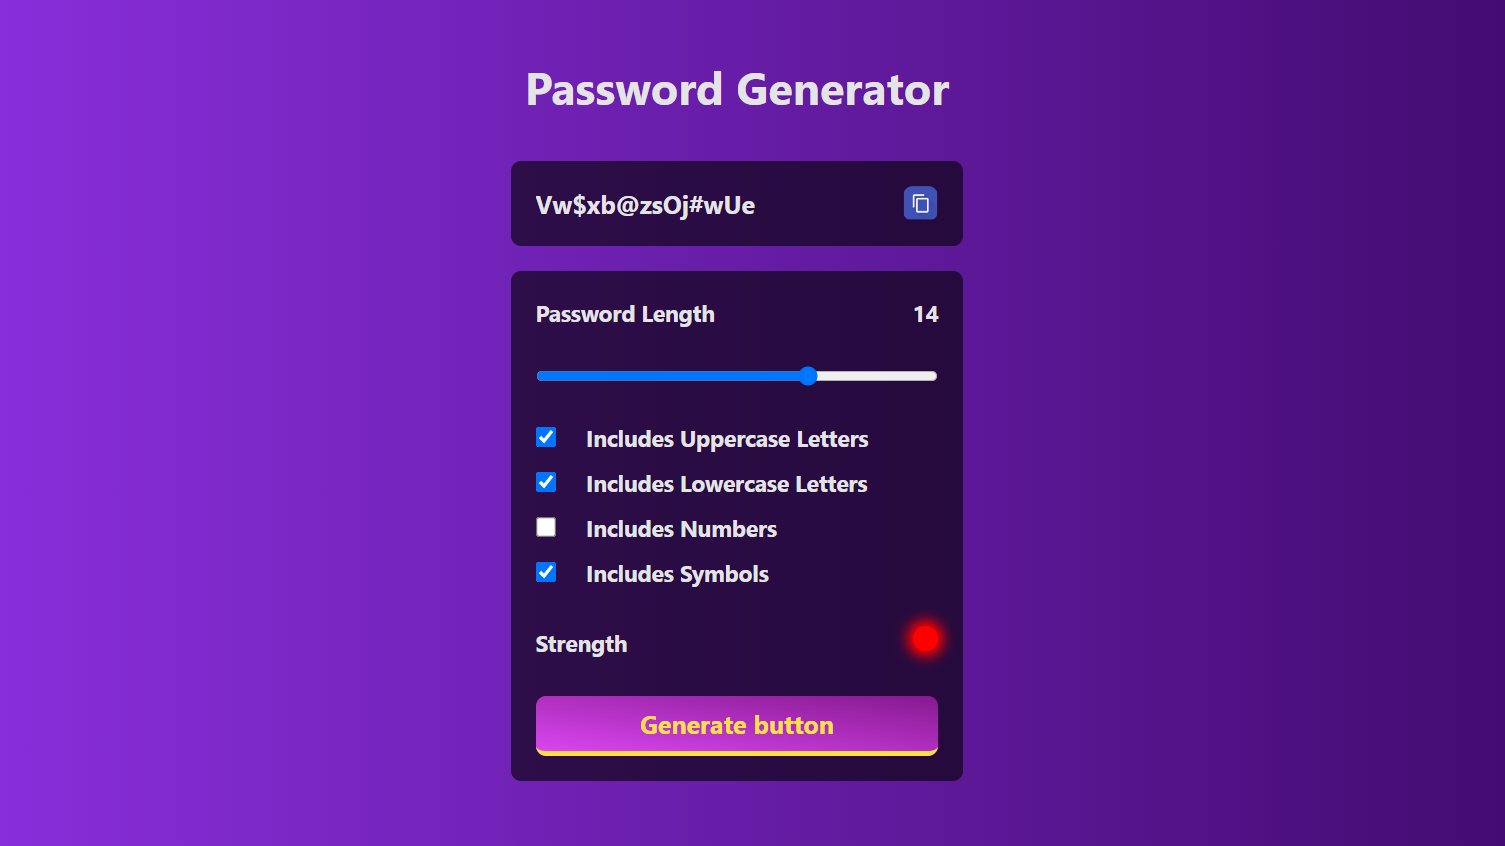 Password Generator
Vw$xb@zsOj#wUe
Password Length 14
Includes Uppercase Letters
Includes Lowercase Letters
Includes Numbers
Includes Symbols
Strength
Generate button